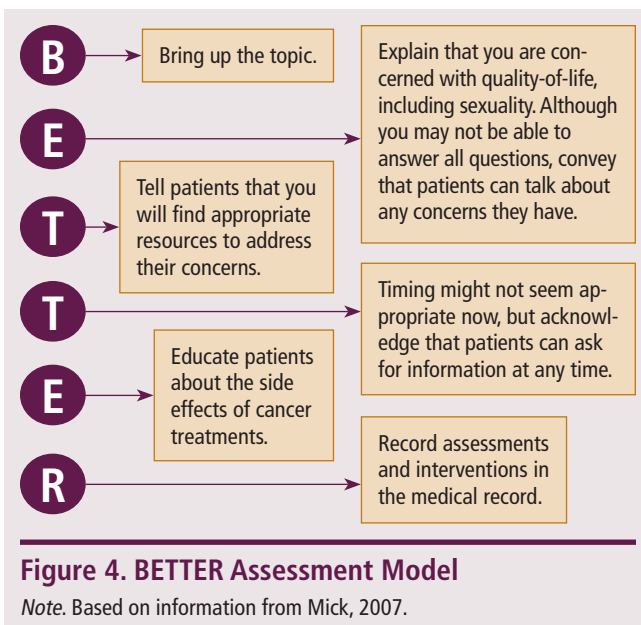 B
Bring up the topic.
E
Explain that you are con-
cerned with quality-of-life,
including sexuality. Although
you may not be able to
answer all questions, convey
that patients can talk about
any concerns they have.
T
Tell patients that you
will find appropriate
resources to address
their concerns.
T
Timing might not seem ap-
propriate now, but acknowl-
edge that patients can ask
for information at any time.
E
Educate patients
about the side
effects of cancer
treatments.
R
Record assessments
and interventions in
the medical record.
Figure 4. BETTER Assessment Model
Note. Based on information from Mick, 2007.